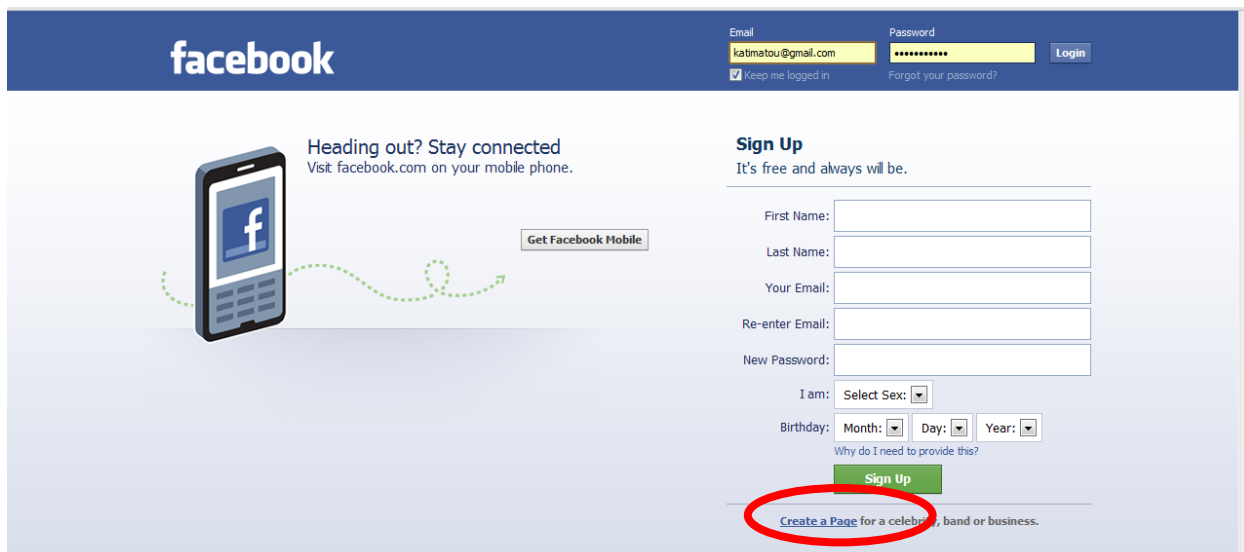 facebook
Email
Password
katimatou@gmail.com
•••••••••••
Login
Keep me logged in
Forgot your password?
Heading out? Stay connected
Visit facebook.com on your mobile phone.
f
Get Facebook Mobile
Sign Up
It's free and always will be.
First Name:
Last Name:
Your Email:
Re-enter Email:
New Password:
I am: Select Sex:
Birthday: Month: Day: Year:
Why do I need to provide this?
Sign Up
Create a Page for a celebrity, band or business.